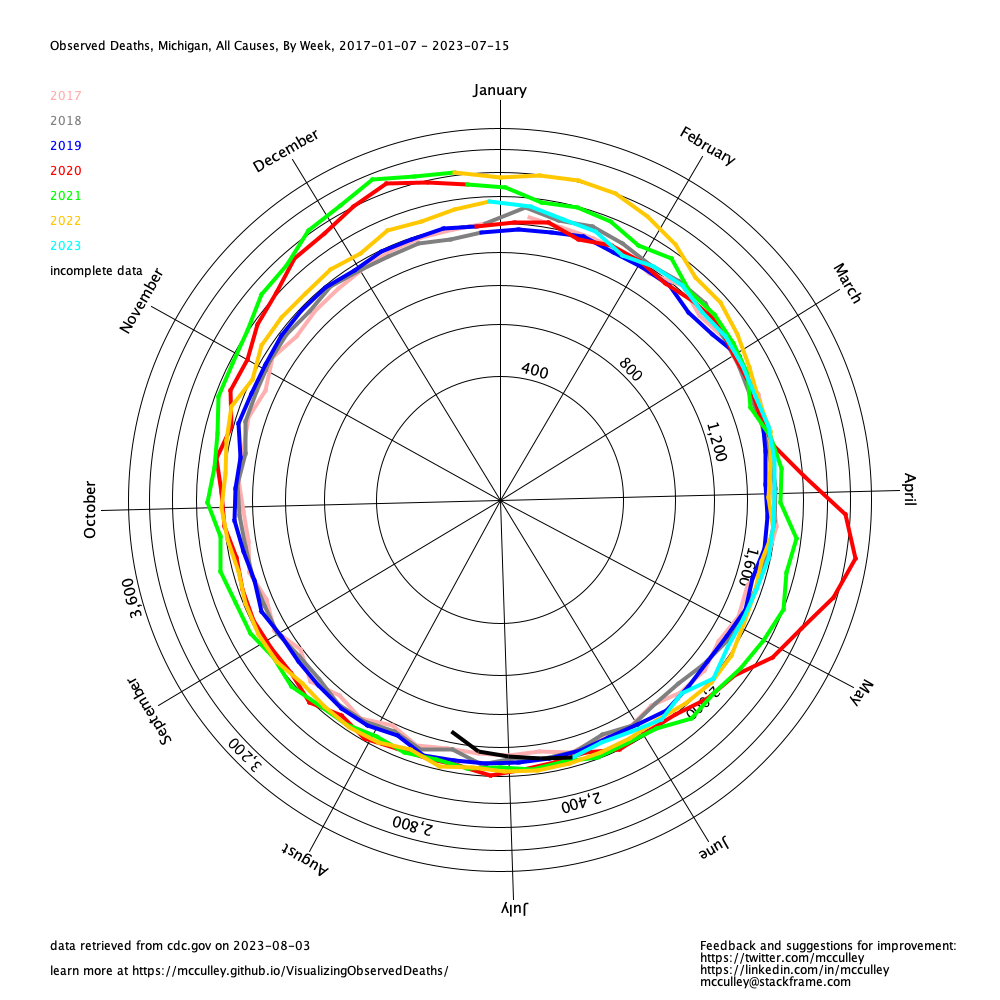 Observed Deaths, Michigan, All Causes, By Week, 2017-01-07 - 2023-07-15
January
2017
2018
2019
2020
2021
2022
2023
incomplete data
December
February
November
March
400
800
1,200
October
April
1,600
3,600
September
May
3,200
2,800
2,400
August
June
July
data retrieved from cdc.gov on 2023-08-03
learn more at https://mcculley.github.io/VisualizingObservedDeaths/
Feedback and suggestions for improvement:
https://twitter.com/mcculley
https://linkedin.com/in/mcculley
mcculley@stackframe.com